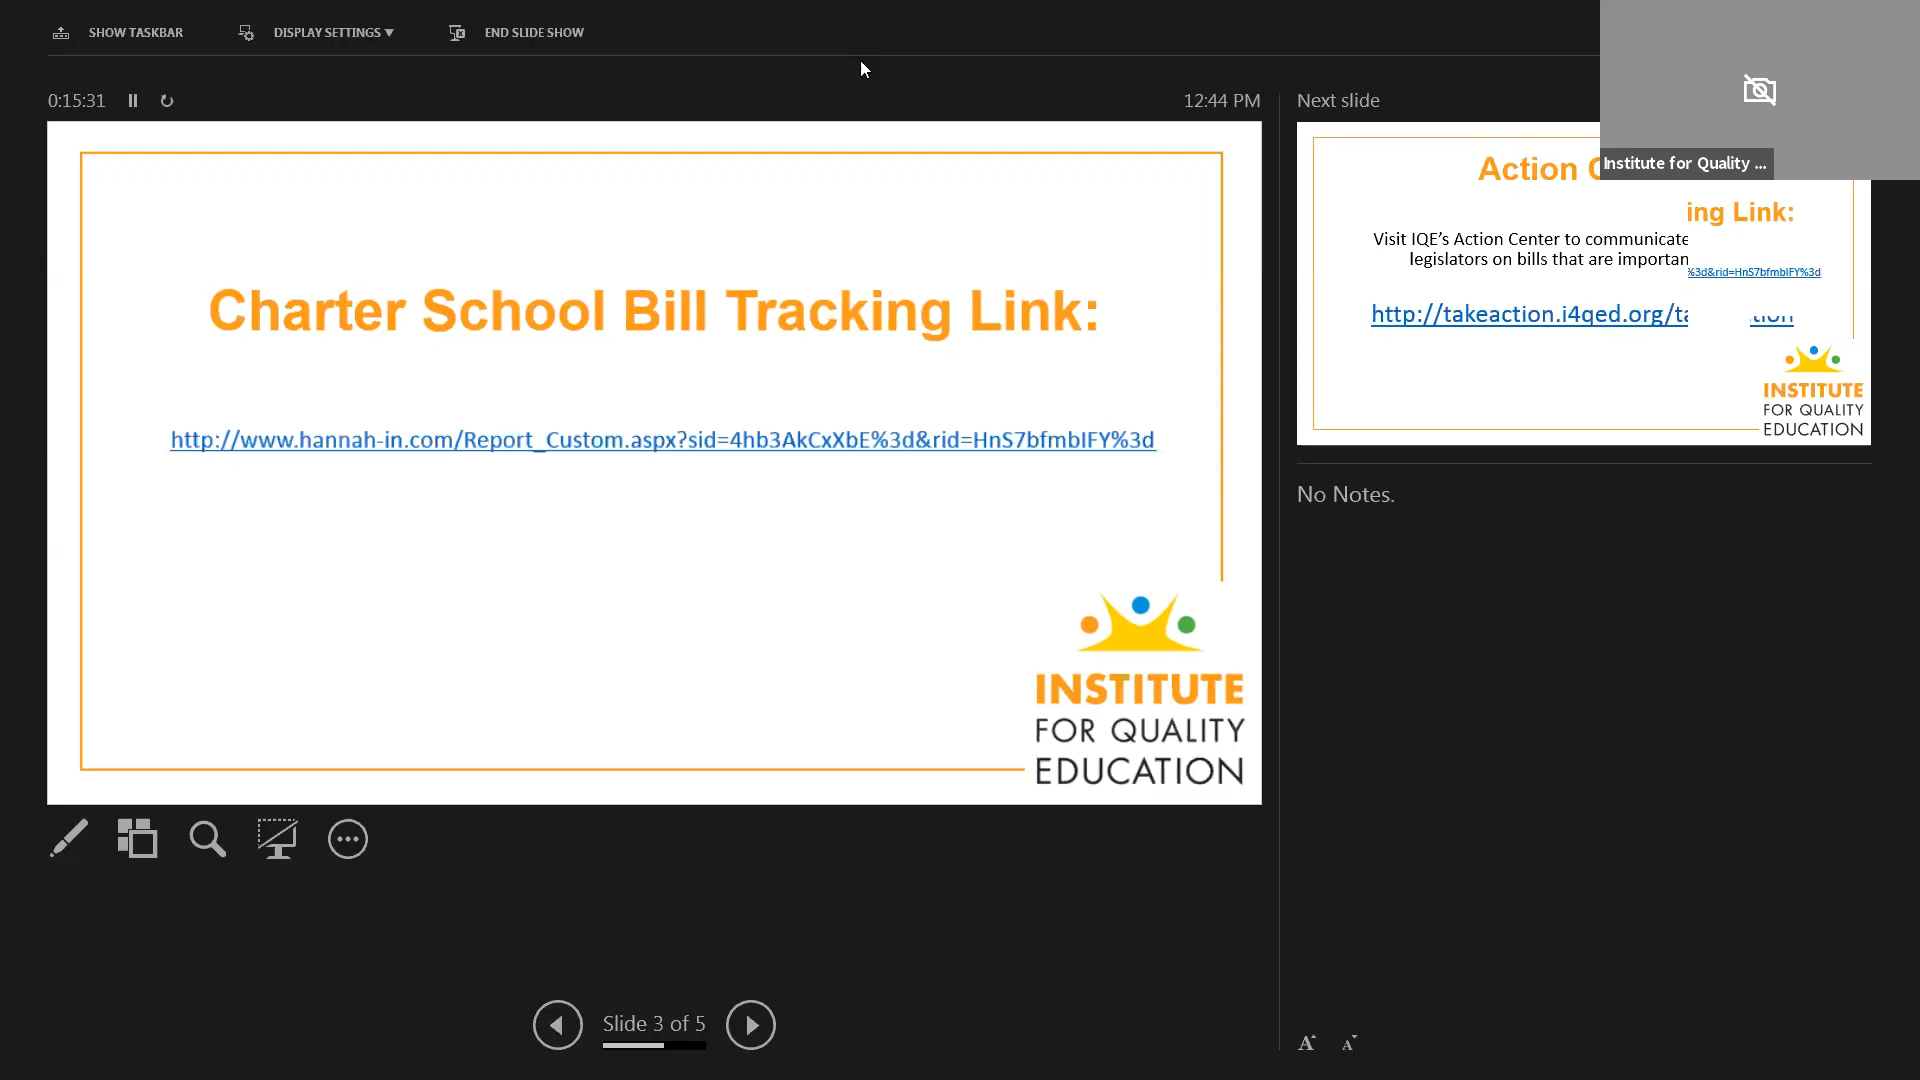 SHOW TASKBAR
DISPLAY SETTINGS ▼
END SLIDE SHOW
0:15:31
12:44 PM
Next slide
Institute for Quality ...
Charter School Bill Tracking Link:
http://www.hannah-in.com/Report_Custom.aspx?sid=4hb3AkCxXbE%3d&rid=HnS7bfmbIFY%3d
INSTITUTE
FOR QUALITY
EDUCATION
Action
ing Link:
Visit IQE's Action Center to communicate
legislators on bills that are importan
%3d&rid=HnS7bfmbIFY%3d
http://takeaction.i4qed.org/ta
INSTITUTE
FOR QUALITY
EDUCATION
No Notes.
Slide 3 of 5
A A